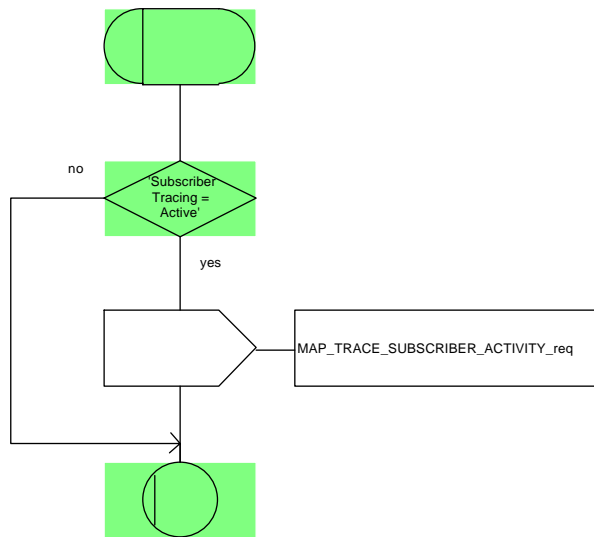 no
'Subscriber
Tracing =
Active'
yes
MAP_TRACE_SUBSCRIBER_ACTIVITY_req